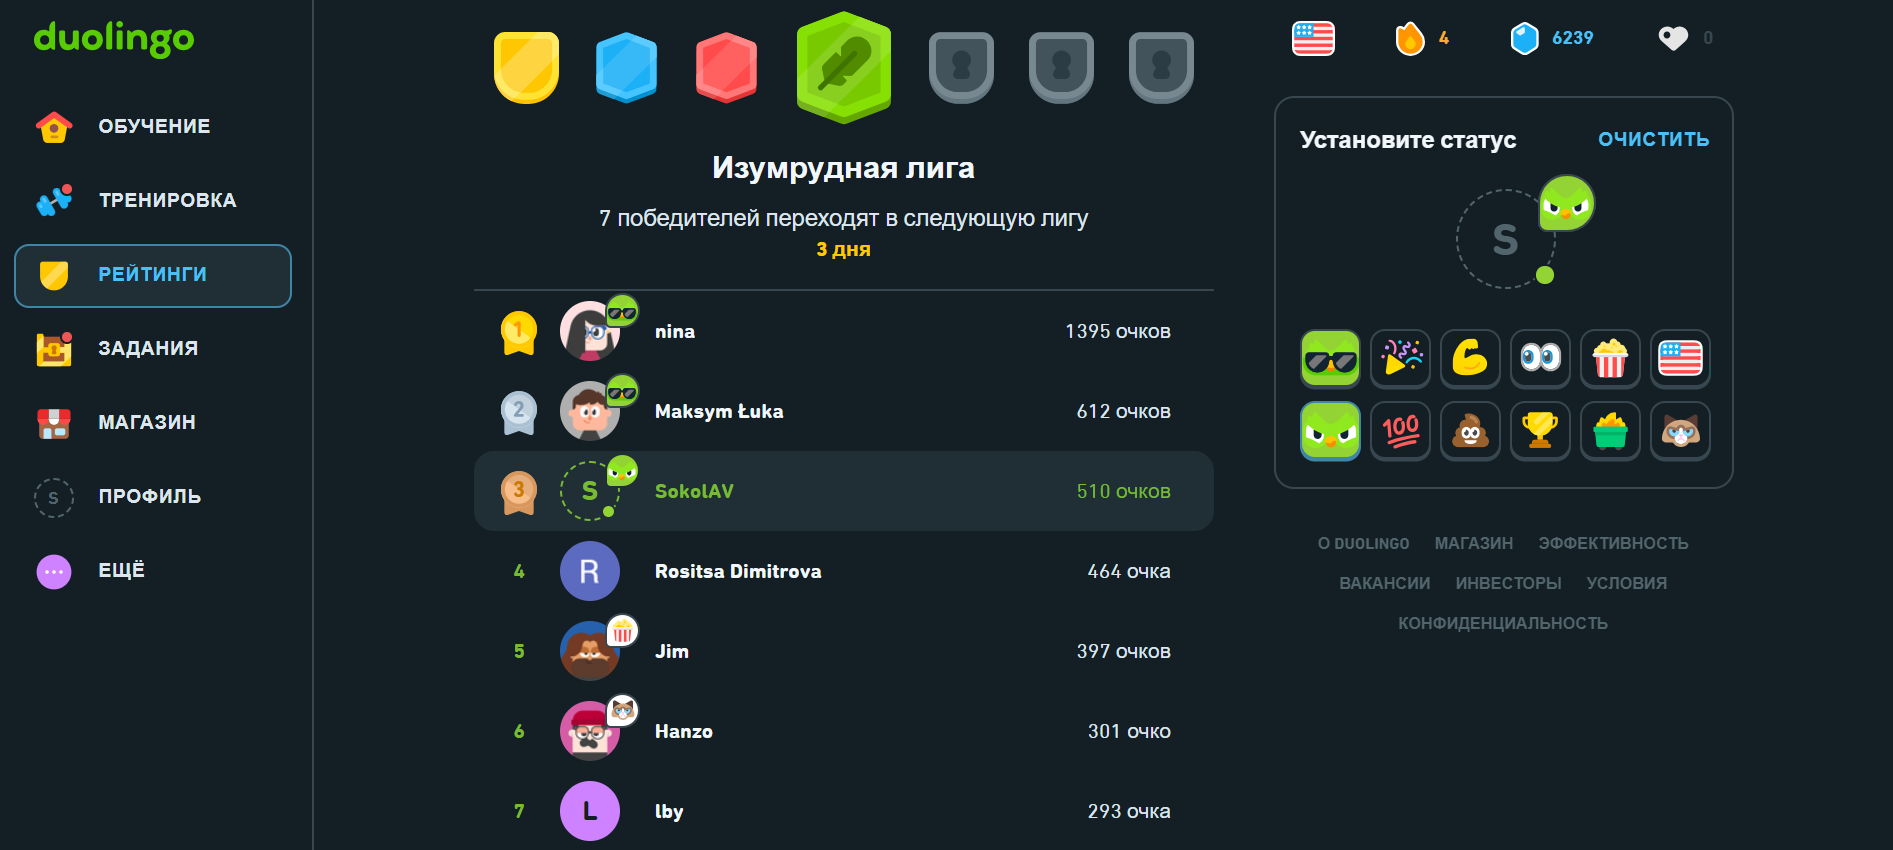 duolingo
ОБУЧЕНИЕ
ТРЕНИРОВКА
РЕЙТИНГИ
ЗАДАНИЯ
МАГАЗИН
S ПРОФИЛЬ
ЕЩЁ
Изумрудная лига
7 победителей переходят в следующую лигу
3 дня
1 nina 1395 очков
2 Maksym Łuka 612 очков
3 S SokolAV 510 очков
4 R Rositsa Dimitrova 464 очка
5 Jim 397 очков
6 Hanzo 301 очко
7 L lby 293 очка
4 6239 0
Установите статус ОЧИСТИТЬ
S
100
О DUOLINGO МАГАЗИН ЭФФЕКТИВНОСТЬ
ВАКАНСИИ ИНВЕСТОРЫ УСЛОВИЯ
КОНФИДЕНЦИАЛЬНОСТЬ